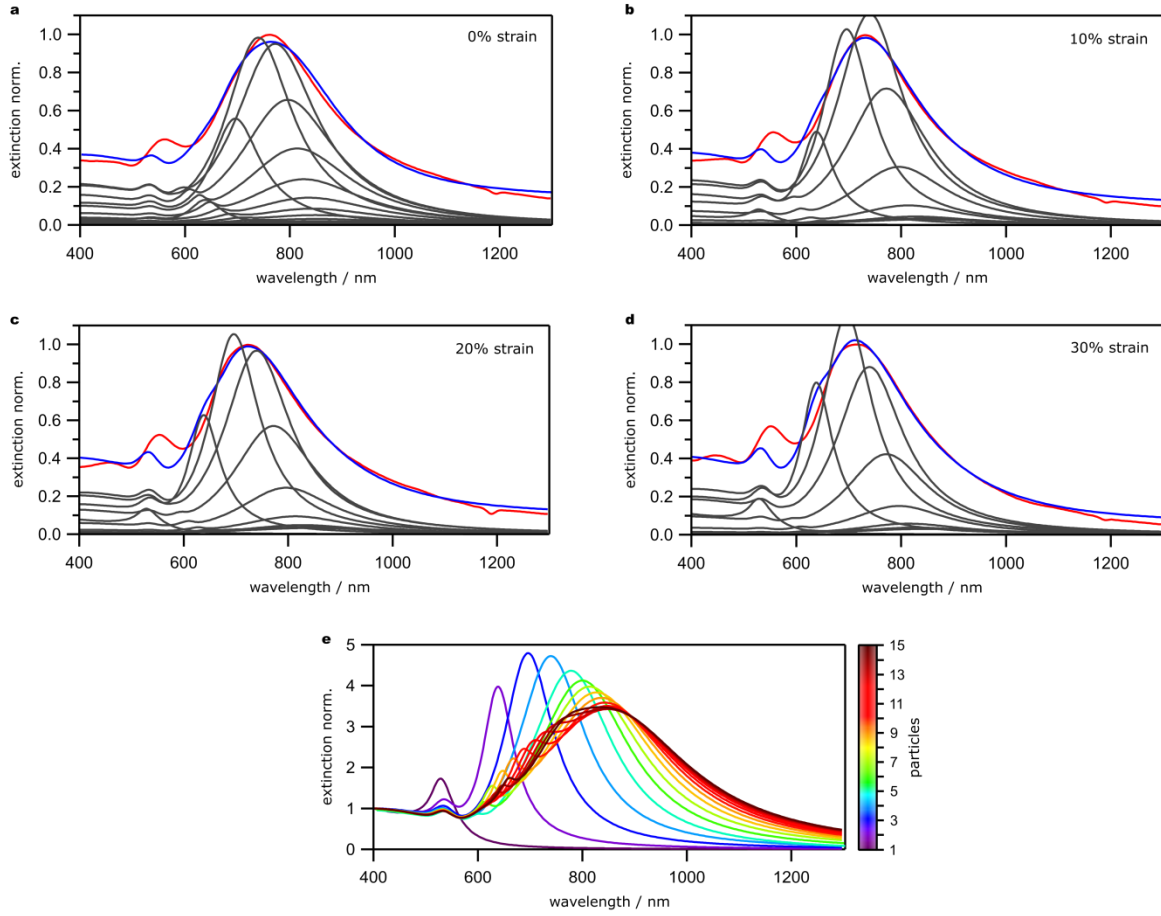 a
0% strain
extinction norm.
1.0
0.8
0.6
0.4
0.2
0.0
400 600 800 1000 1200
wavelength / nm
b
10% strain
extinction norm.
1.0
0.8
0.6
0.4
0.2
0.0
400 600 800 1000 1200
wavelength / nm
c
20% strain
extinction norm.
1.0
0.8
0.6
0.4
0.2
0.0
400 600 800 1000 1200
wavelength / nm
d
30% strain
extinction norm.
1.0
0.8
0.6
0.4
0.2
0.0
400 600 800 1000 1200
wavelength / nm
e
extinction norm.
5
4
3
2
1
0
400 600 800 1000 1200
wavelength / nm
15
13
11
9
7
5
3
1
particles